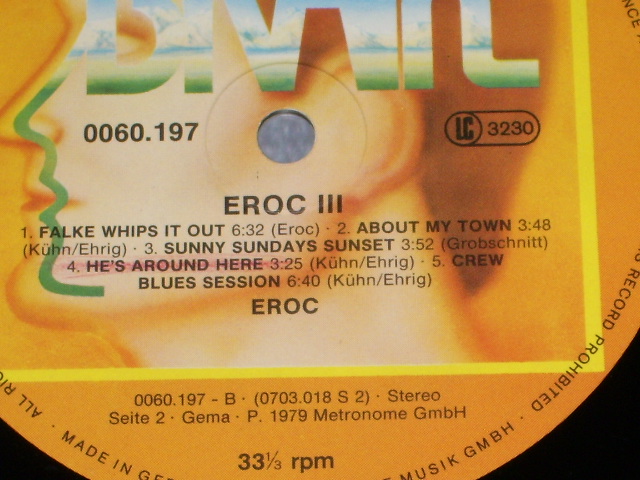 BRAIN
0060.197
LC 3230
EROC III
1. FALKE WHIPS IT OUT 6:32 (Eroc) · 2. ABOUT MY TOWN 3:48
(Kühn/Ehrig) · 3. SUNNY SUNDAYS SUNSET 3:52 (Grobschnitt)
4. HE'S AROUND HERE 3:25 (Kühn/Ehrig) · 5. CREW
BLUES SESSION 6:40 (Kühn/Ehrig)
EROC
0060.197 - B · (0703.018 S 2) · Stereo
Seite 2 · Gema · P. 1979 Metronome GmbH
33⅓ rpm
ALL
MADE IN
MUSIK GMBH ·
RECORD PROHIBITED ·